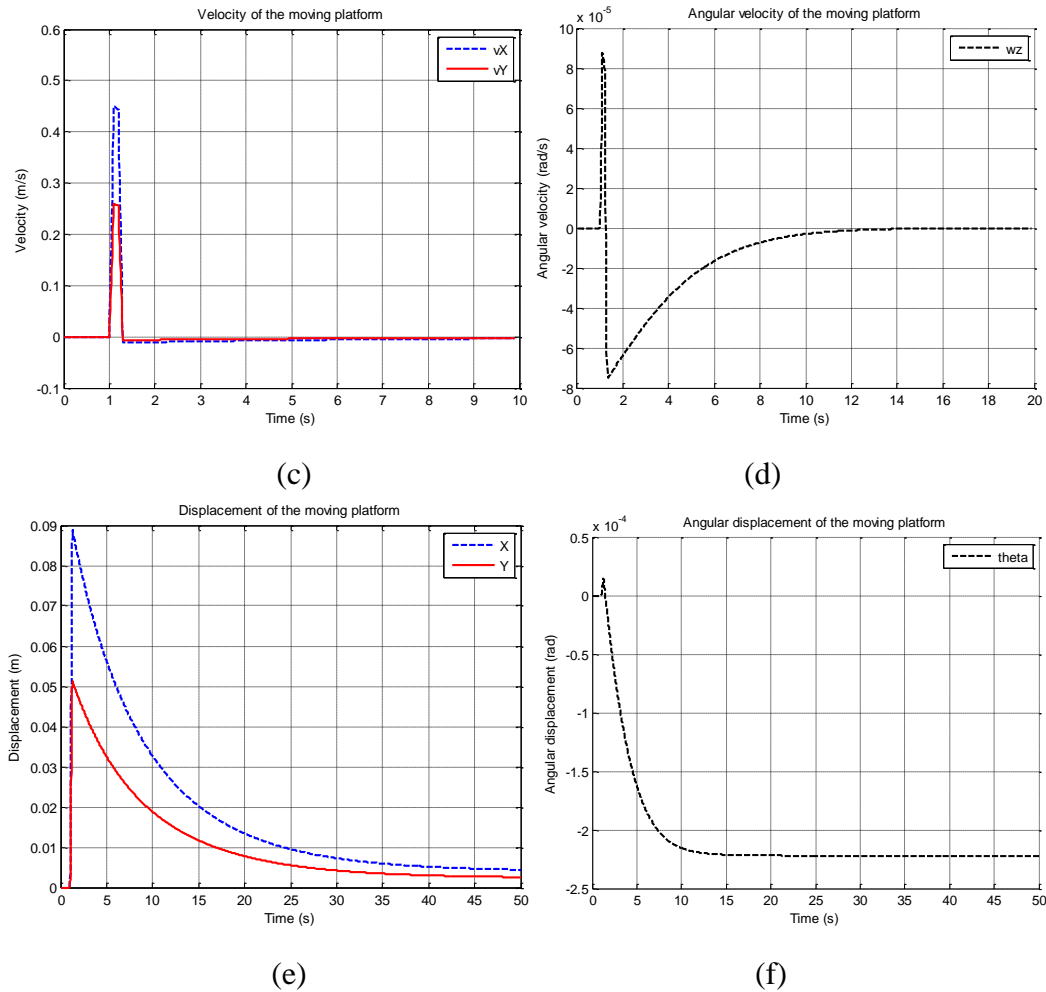 Velocity of the moving platform
0.6
0.5
0.4
0.3
0.2
0.1
0
-0.1
Velocity (m/s)
vX
vY
0 1 2 3 4 5 6 7 8 9 10
Time (s)
(c)
Angular velocity of the moving platform
x 10^-5
10
8
6
4
2
0
-2
-4
-6
-8
Angular velocity (rad/s)
wz
0 2 4 6 8 10 12 14 16 18 20
Time (s)
(d)
Displacement of the moving platform
0.09
0.08
0.07
0.06
0.05
0.04
0.03
0.02
0.01
0
Displacement (m)
X
Y
0 5 10 15 20 25 30 35 40 45 50
Time (s)
(e)
Angular displacement of the moving platform
x 10^-4
0.5
0
-0.5
-1
-1.5
-2
-2.5
Angular displacement (rad)
theta
0 5 10 15 20 25 30 35 40 45 50
Time (s)
(f)